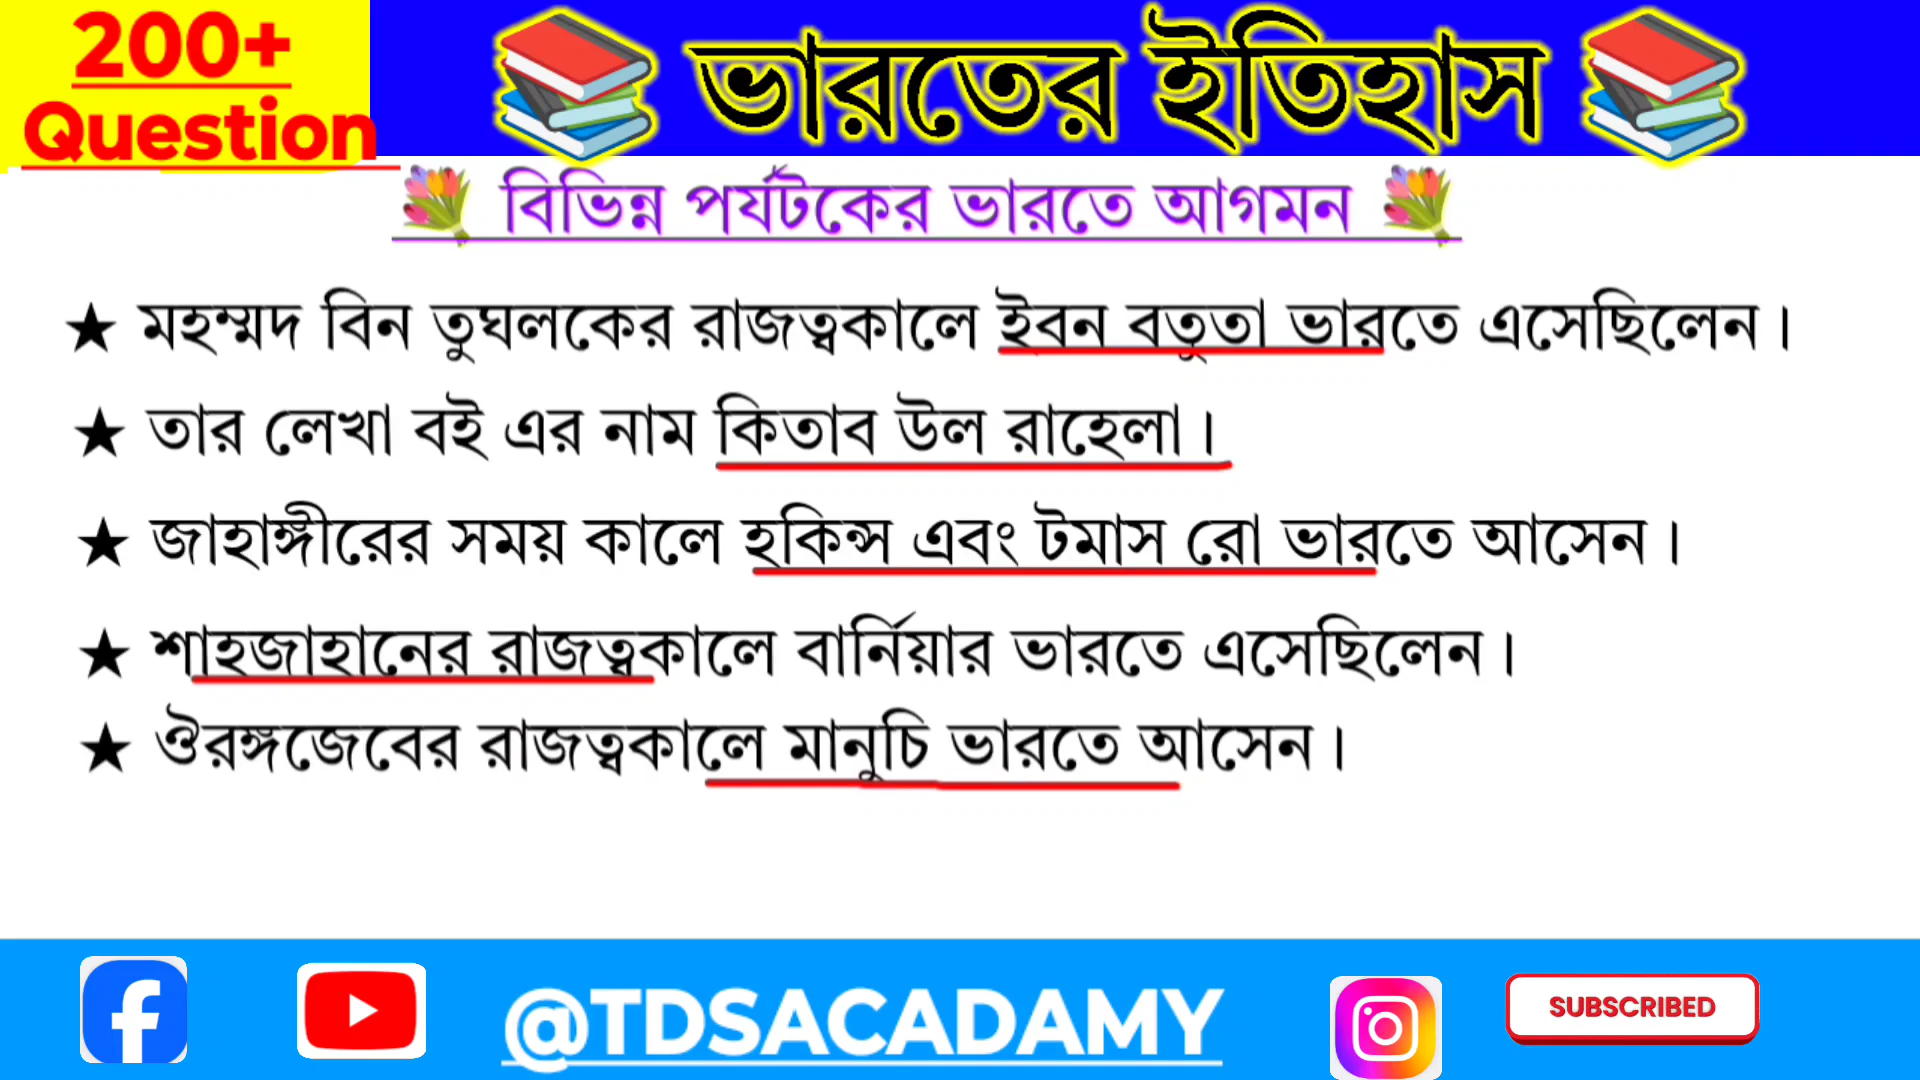 200+
Question
ভারতের ইতিহাস
বিভিন্ন পর্যটকের ভারতে আগমন
★ মহম্মদ বিন তুঘলকের রাজত্বকালে ইবন বতুতা ভারতে এসেছিলেন।
★ তার লেখা বই এর নাম কিতাব উল রাহেলা।
★ জাহাঙ্গীরের সময় কালে হকিন্স এবং টমাস রো ভারতে আসেন।
★ শাহজাহানের রাজত্বকালে বার্নিয়ার ভারতে এসেছিলেন।
★ ঔরঙ্গজেবের রাজত্বকালে মানুচি ভারতে আসেন।
@TDSACADAMY
SUBSCRIBED